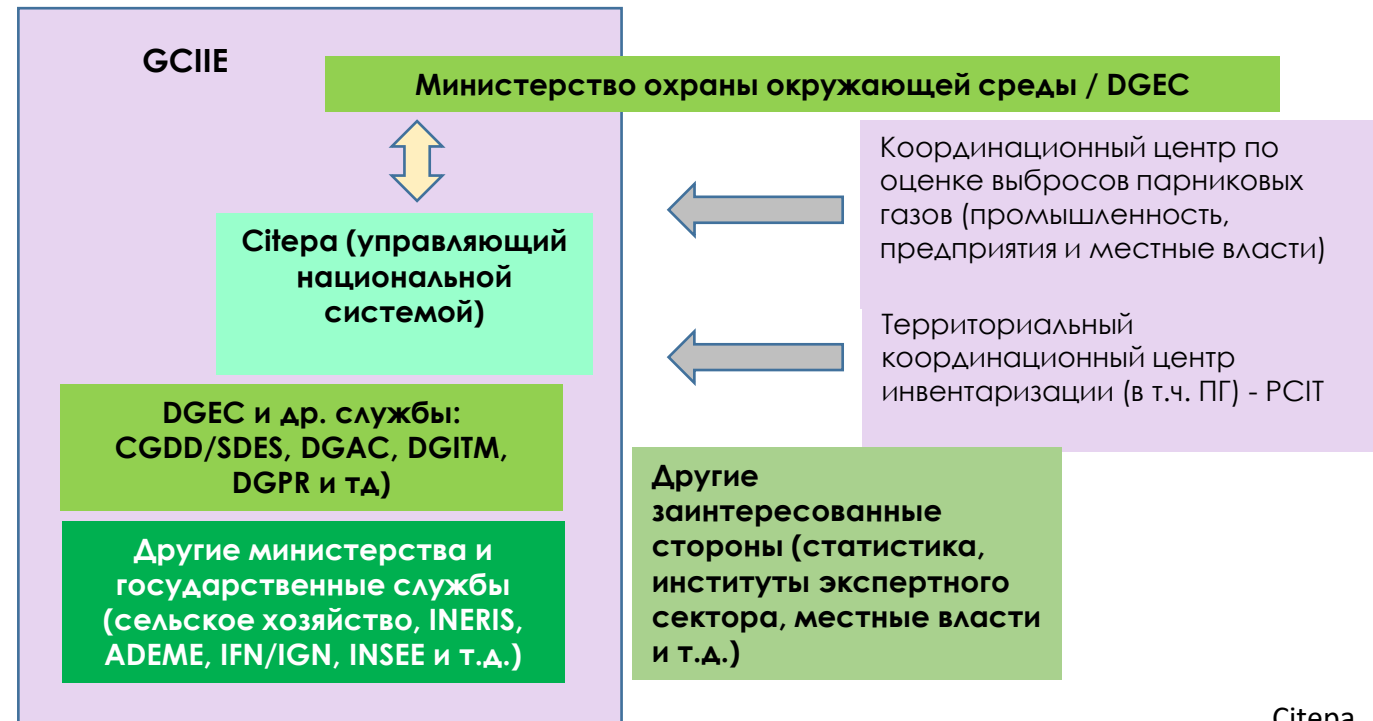 GCIIE
Министерство охраны окружающей среды / DGEC
Координационный центр по
оценке выбросов парниковых
газов (промышленность,
предприятия и местные власти)
Citepa (управляющий
национальной
системой)
Территориальный
координационный центр
инвентаризации (в т.ч. ПГ) - PCIT
DGEC и др. службы:
CGDD/SDES, DGAC, DGITM,
DGPR и тд)
Другие
заинтересованные
стороны (статистика,
институты экспертного
сектора, местные власти
и т.д.)
Другие министерства и
государственные службы
(сельское хозяйство, INERIS,
ADEME, IFN/IGN, INSEE и т.д.)
Citepa